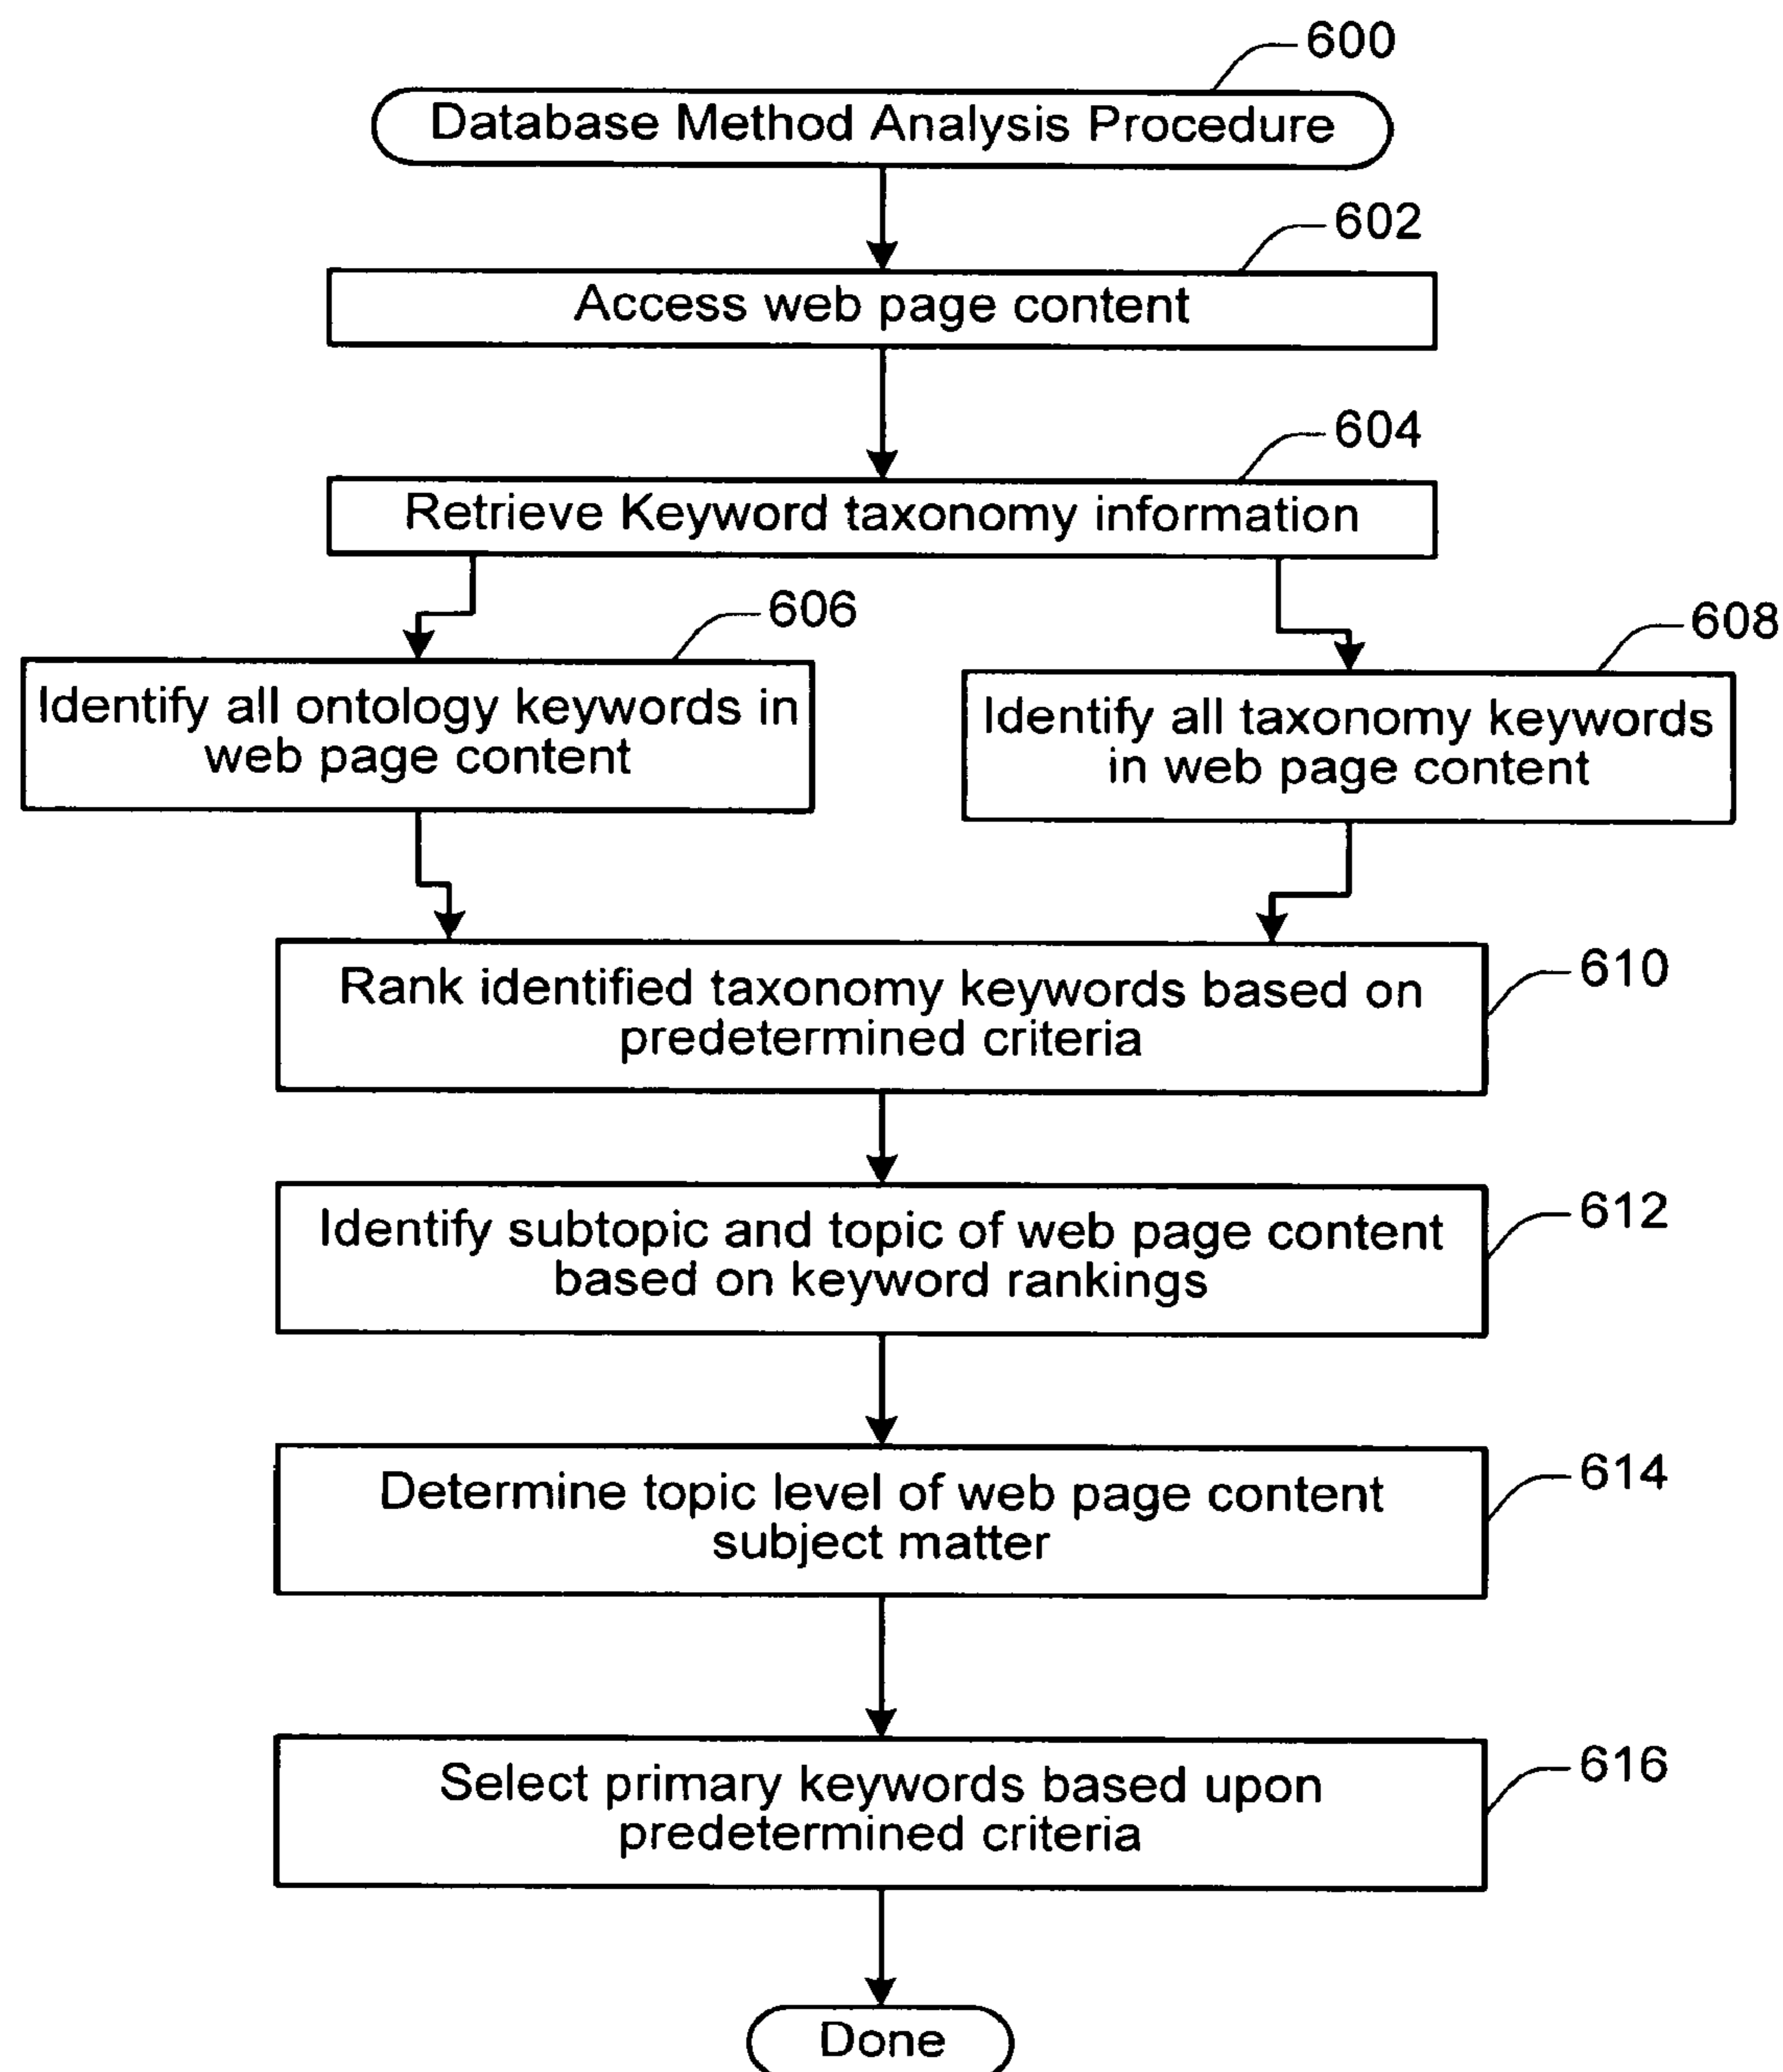 600
Database Method Analysis Procedure
602
Access web page content
604
Retrieve Keyword taxonomy information
606
Identify all ontology keywords in
web page content
608
Identify all taxonomy keywords
in web page content
610
Rank identified taxonomy keywords based on
predetermined criteria
612
Identify subtopic and topic of web page content
based on keyword rankings
614
Determine topic level of web page content
subject matter
616
Select primary keywords based upon
predetermined criteria
Done